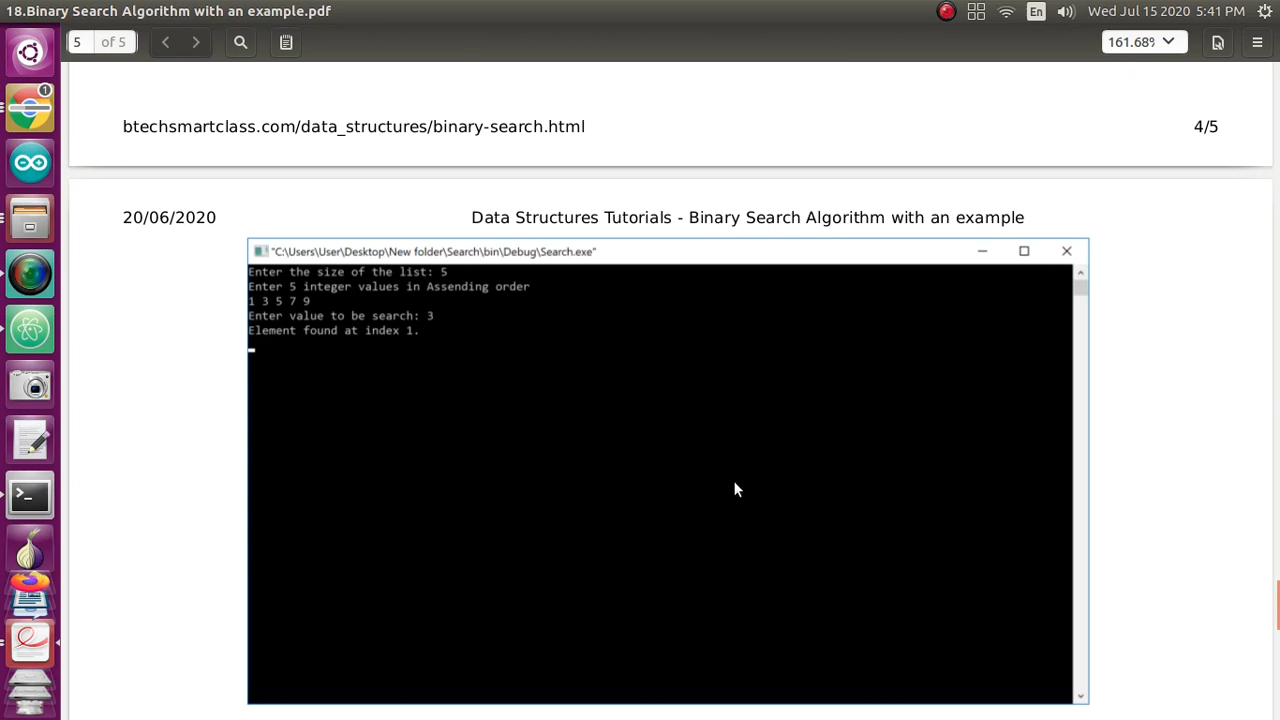 18.Binary Search Algorithm with an example.pdf
En
Wed Jul 15 2020 5:41 PM
5 of 5
161.68%
1
btechsmartclass.com/data_structures/binary-search.html
4/5
20/06/2020
Data Structures Tutorials - Binary Search Algorithm with an example
"C:\Users\User\Desktop\New folder\Search\bin\Debug\Search.exe"
Enter the size of the list: 5
Enter 5 integer values in Assending order
1 3 5 7 9
Enter value to be search: 3
Element found at index 1.